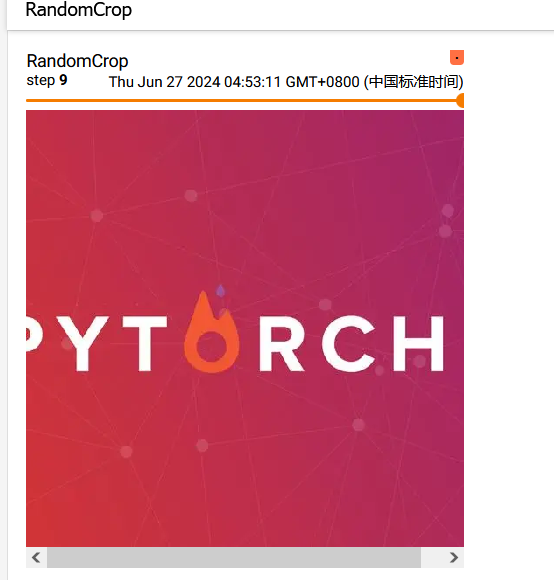 RandomCrop
RandomCrop
step 9 Thu Jun 27 2024 04:53:11 GMT+0800 (中国标准时间)
PYTORCH